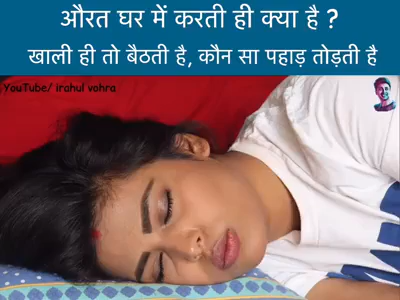 औरत घर में करती ही क्या है ?
खाली ही तो बैठती है, कौन सा पहाड़ तोड़ती है
YouTube/ irahul vohra